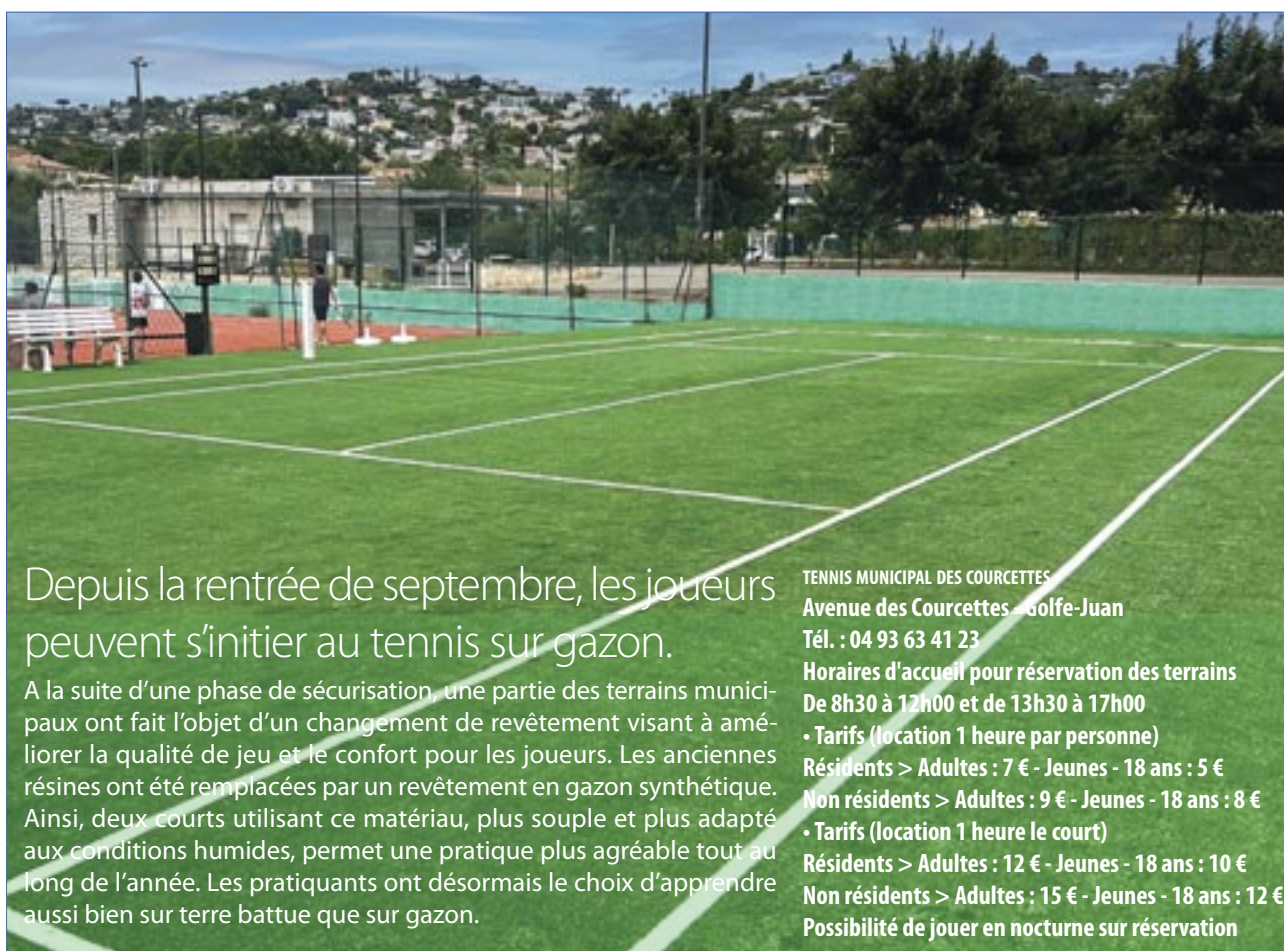 Depuis la rentrée de septembre, les joueurs
peuvent s'initier au tennis sur gazon.
A la suite d’une phase de sécurisation, une partie des terrains munici-
paux ont fait l’objet d’un changement de revêtement visant à amé-
liorer la qualité de jeu et le confort pour les joueurs. Les anciennes
résines ont été remplacées par un revêtement en gazon synthétique.
Ainsi, deux courts utilisant ce matériau, plus souple et plus adapté
aux conditions humides, permet une pratique plus agréable tout au
long de l’année. Les pratiquants ont désormais le choix d’apprendre
aussi bien sur terre battue que sur gazon.
TENNIS MUNICIPAL DES COURCETTES
Avenue des Courcettes - Golfe-Juan
Tél. : 04 93 63 41 23
Horaires d'accueil pour réservation des terrains
De 8h30 à 12h00 et de 13h30 à 17h00
• Tarifs (location 1 heure par personne)
Résidents > Adultes : 7 € - Jeunes - 18 ans : 5 €
Non résidents > Adultes : 9 € - Jeunes - 18 ans : 8 €
• Tarifs (location 1 heure le court)
Résidents > Adultes : 12 € - Jeunes - 18 ans : 10 €
Non résidents > Adultes : 15 € - Jeunes - 18 ans : 12 €
Possibilité de jouer en nocturne sur réservation